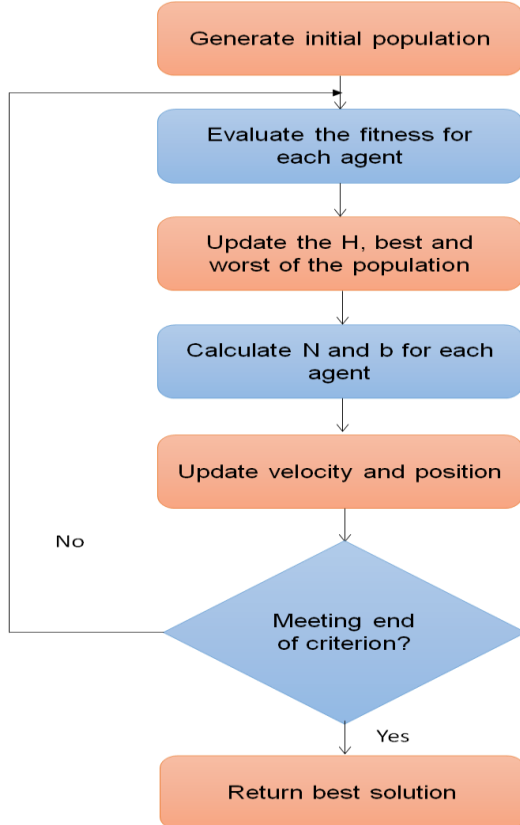 Generate initial population
Evaluate the fitness for
each agent
Update the H, best and
worst of the population
Calculate N and b for each
agent
Update velocity and position
No
Meeting end
of criterion?
Yes
Return best solution